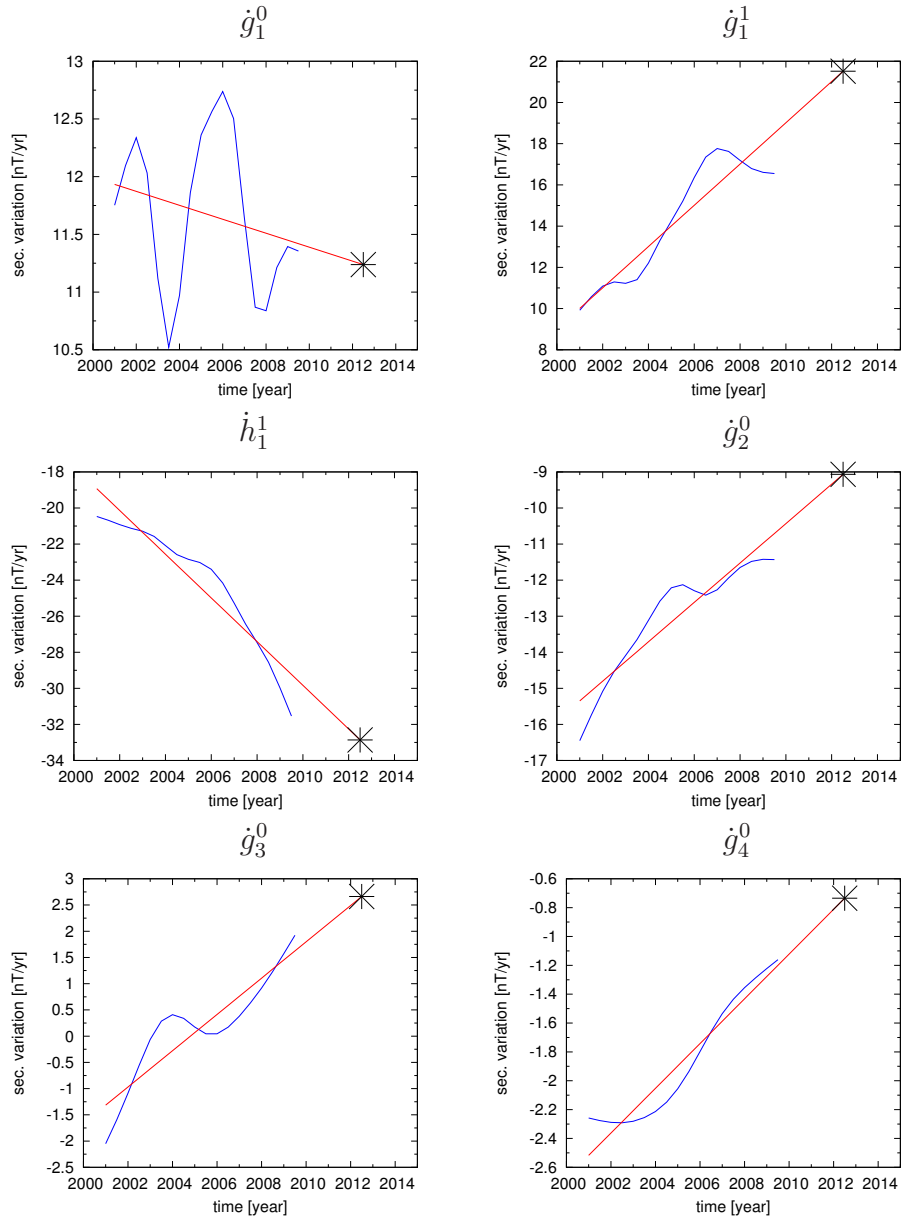 ġ₁⁰ ġ₁¹
13
12.5
12
11.5
11
10.5
sec. variation [nT/yr]
2000 2002 2004 2006 2008 2010 2012 2014
time [year]
22
20
18
16
14
12
10
8
sec. variation [nT/yr]
2000 2002 2004 2006 2008 2010 2012 2014
time [year]
ḣ₁¹ ġ₂⁰
-18
-20
-22
-24
-26
-28
-30
-32
-34
sec. variation [nT/yr]
2000 2002 2004 2006 2008 2010 2012 2014
time [year]
-9
-10
-11
-12
-13
-14
-15
-16
-17
sec. variation [nT/yr]
2000 2002 2004 2006 2008 2010 2012 2014
time [year]
ġ₃⁰ ġ₄⁰
3
2.5
2
1.5
1
0.5
0
-0.5
-1
-1.5
-2
-2.5
sec. variation [nT/yr]
2000 2002 2004 2006 2008 2010 2012 2014
time [year]
-0.6
-0.8
-1
-1.2
-1.4
-1.6
-1.8
-2
-2.2
-2.4
-2.6
sec. variation [nT/yr]
2000 2002 2004 2006 2008 2010 2012 2014
time [year]